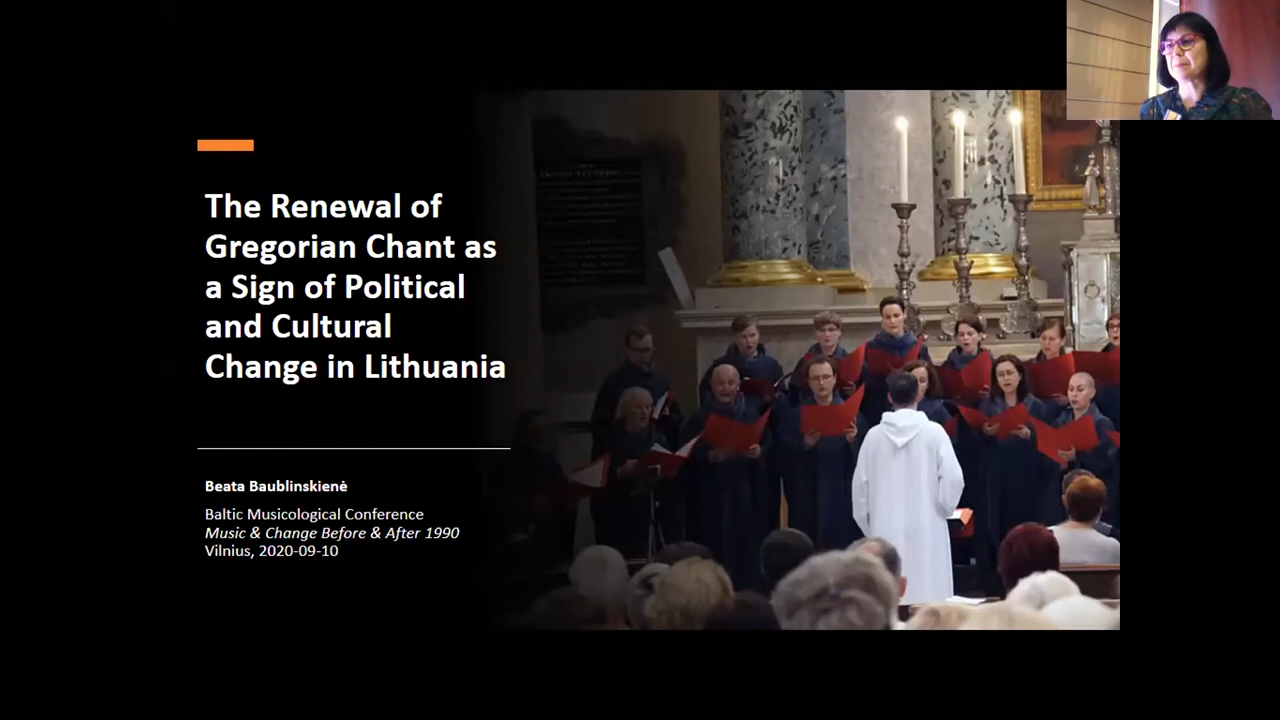 The Renewal of
Gregorian Chant as
a Sign of Political
and Cultural
Change in Lithuania
Beata Baublinskienė
Baltic Musicological Conference
Music & Change Before & After 1990
Vilnius, 2020-09-10